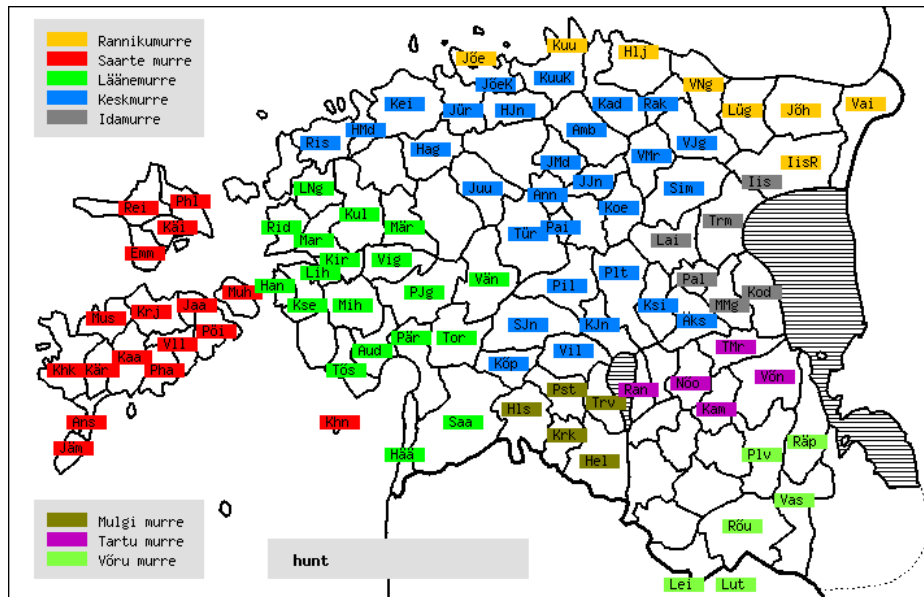 Rannikumurre
Saarte murre
Läänemurre
Keskmurre
Idamurre
Kuu
Hlj
Jõe
JõeK
KuuK
VNg
Kei
Jür
HJn
Kad
Rak
Lüg
Jõh
Vai
HMd
Ris
Hag
Amb
VMr
VJg
JMd
IisR
LNg
Juu
Ann
JJn
Sim
Iis
Rei
Phl
Käl
Emm
Rid
Kul
Mar
Mär
Tür
Pai
Koe
Trm
Lai
Kir
Vig
Lih
Han
Muh
Kse
Mih
PJg
Vän
Pil
Plt
Pal
Kod
MMg
Ksi
Äks
Mus
Krj
Jaa
Pöi
Vll
Khk
Kär
Kaa
Pha
SJn
KJn
Pär
Tor
Aud
Tõs
Kõp
Vil
TMr
Ran
Nõo
Võn
Kam
Pst
Trv
Hls
Krk
Hel
Ans
Jäm
Khn
Saa
Hää
Plv
Räp
Vas
Rõu
Lei
Lut
Mulgi murre
Tartu murre
Võru murre
hunt